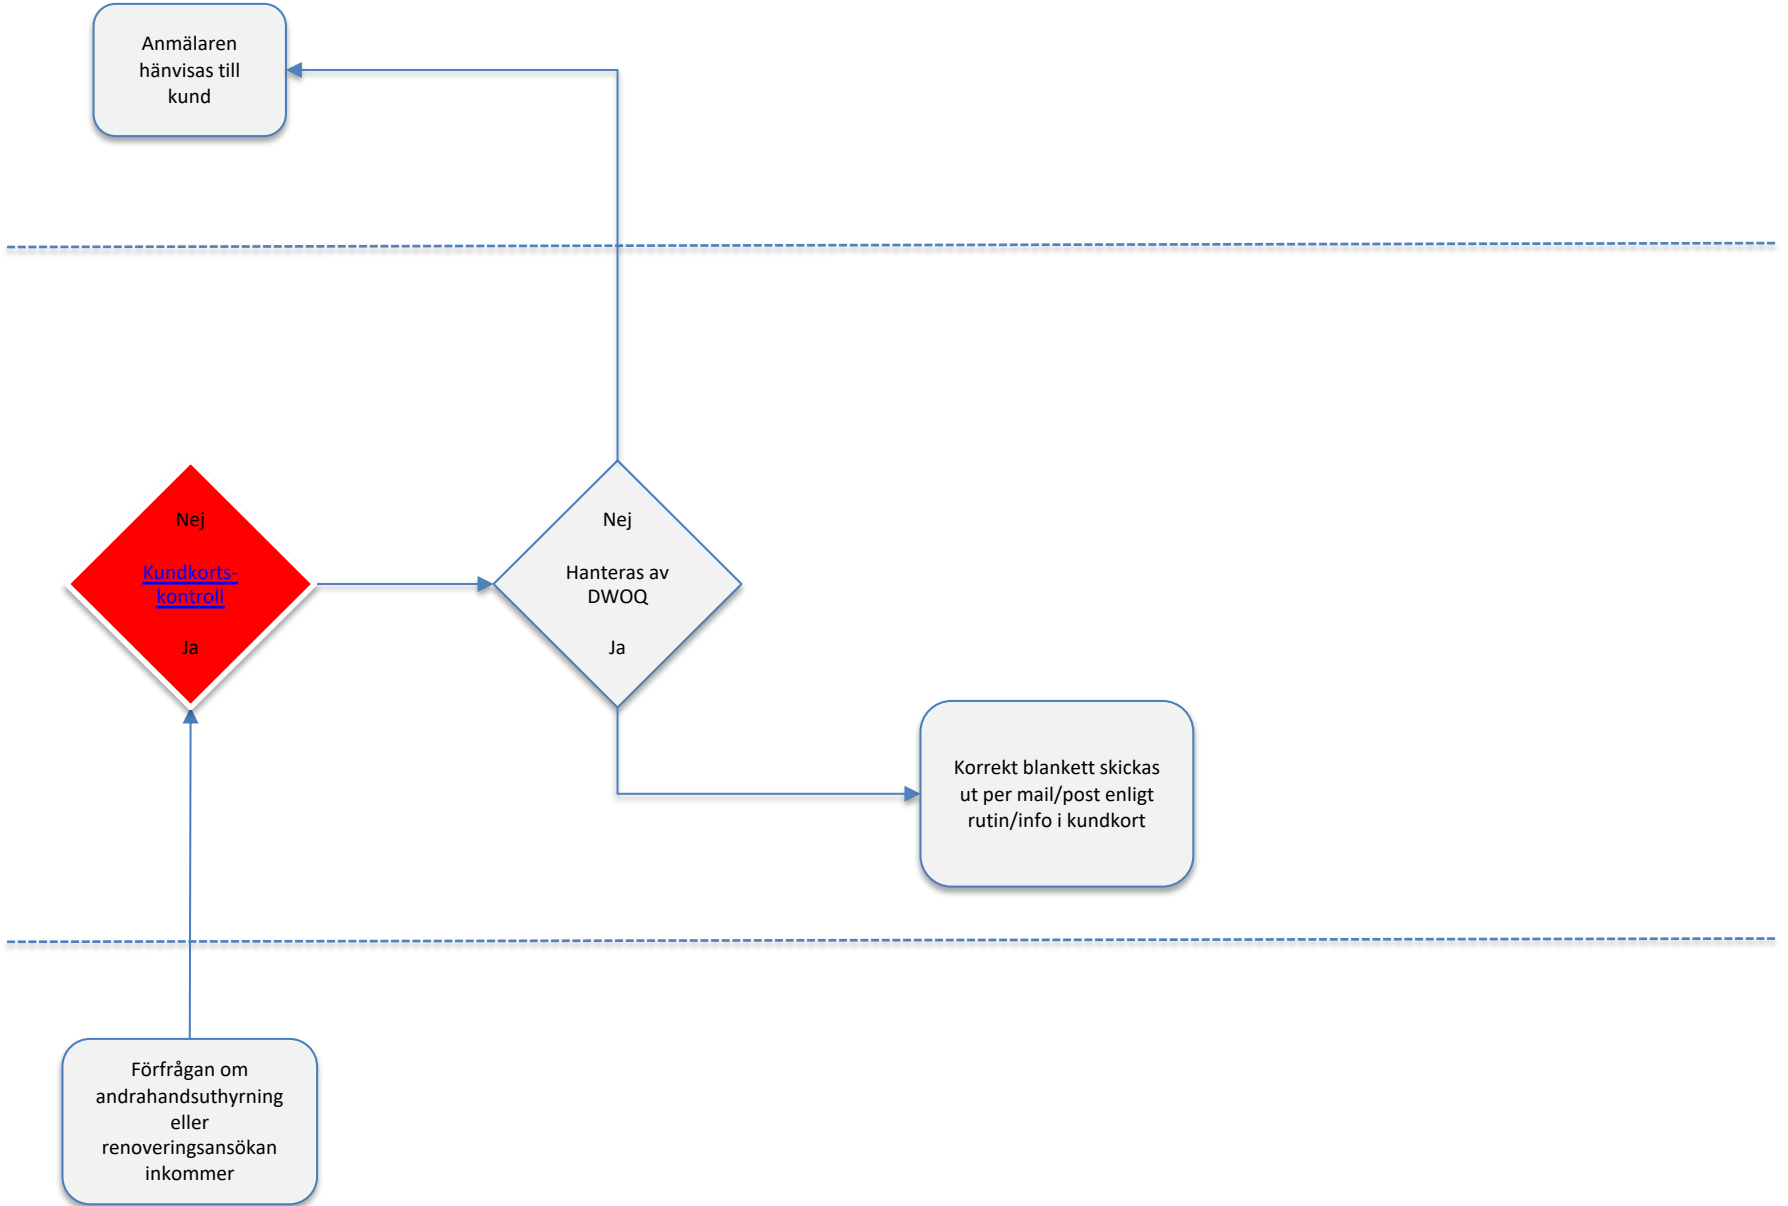 Anmälaren
hänvisas till
kund
Nej
Kundkorts-
kontroll
Ja
Nej
Hanteras av
DWOQ
Ja
Korrekt blankett skickas
ut per mail/post enligt
rutin/info i kundkort
Förfrågan om
andrahandsuthyrning
eller
renoveringsansökan
inkommer